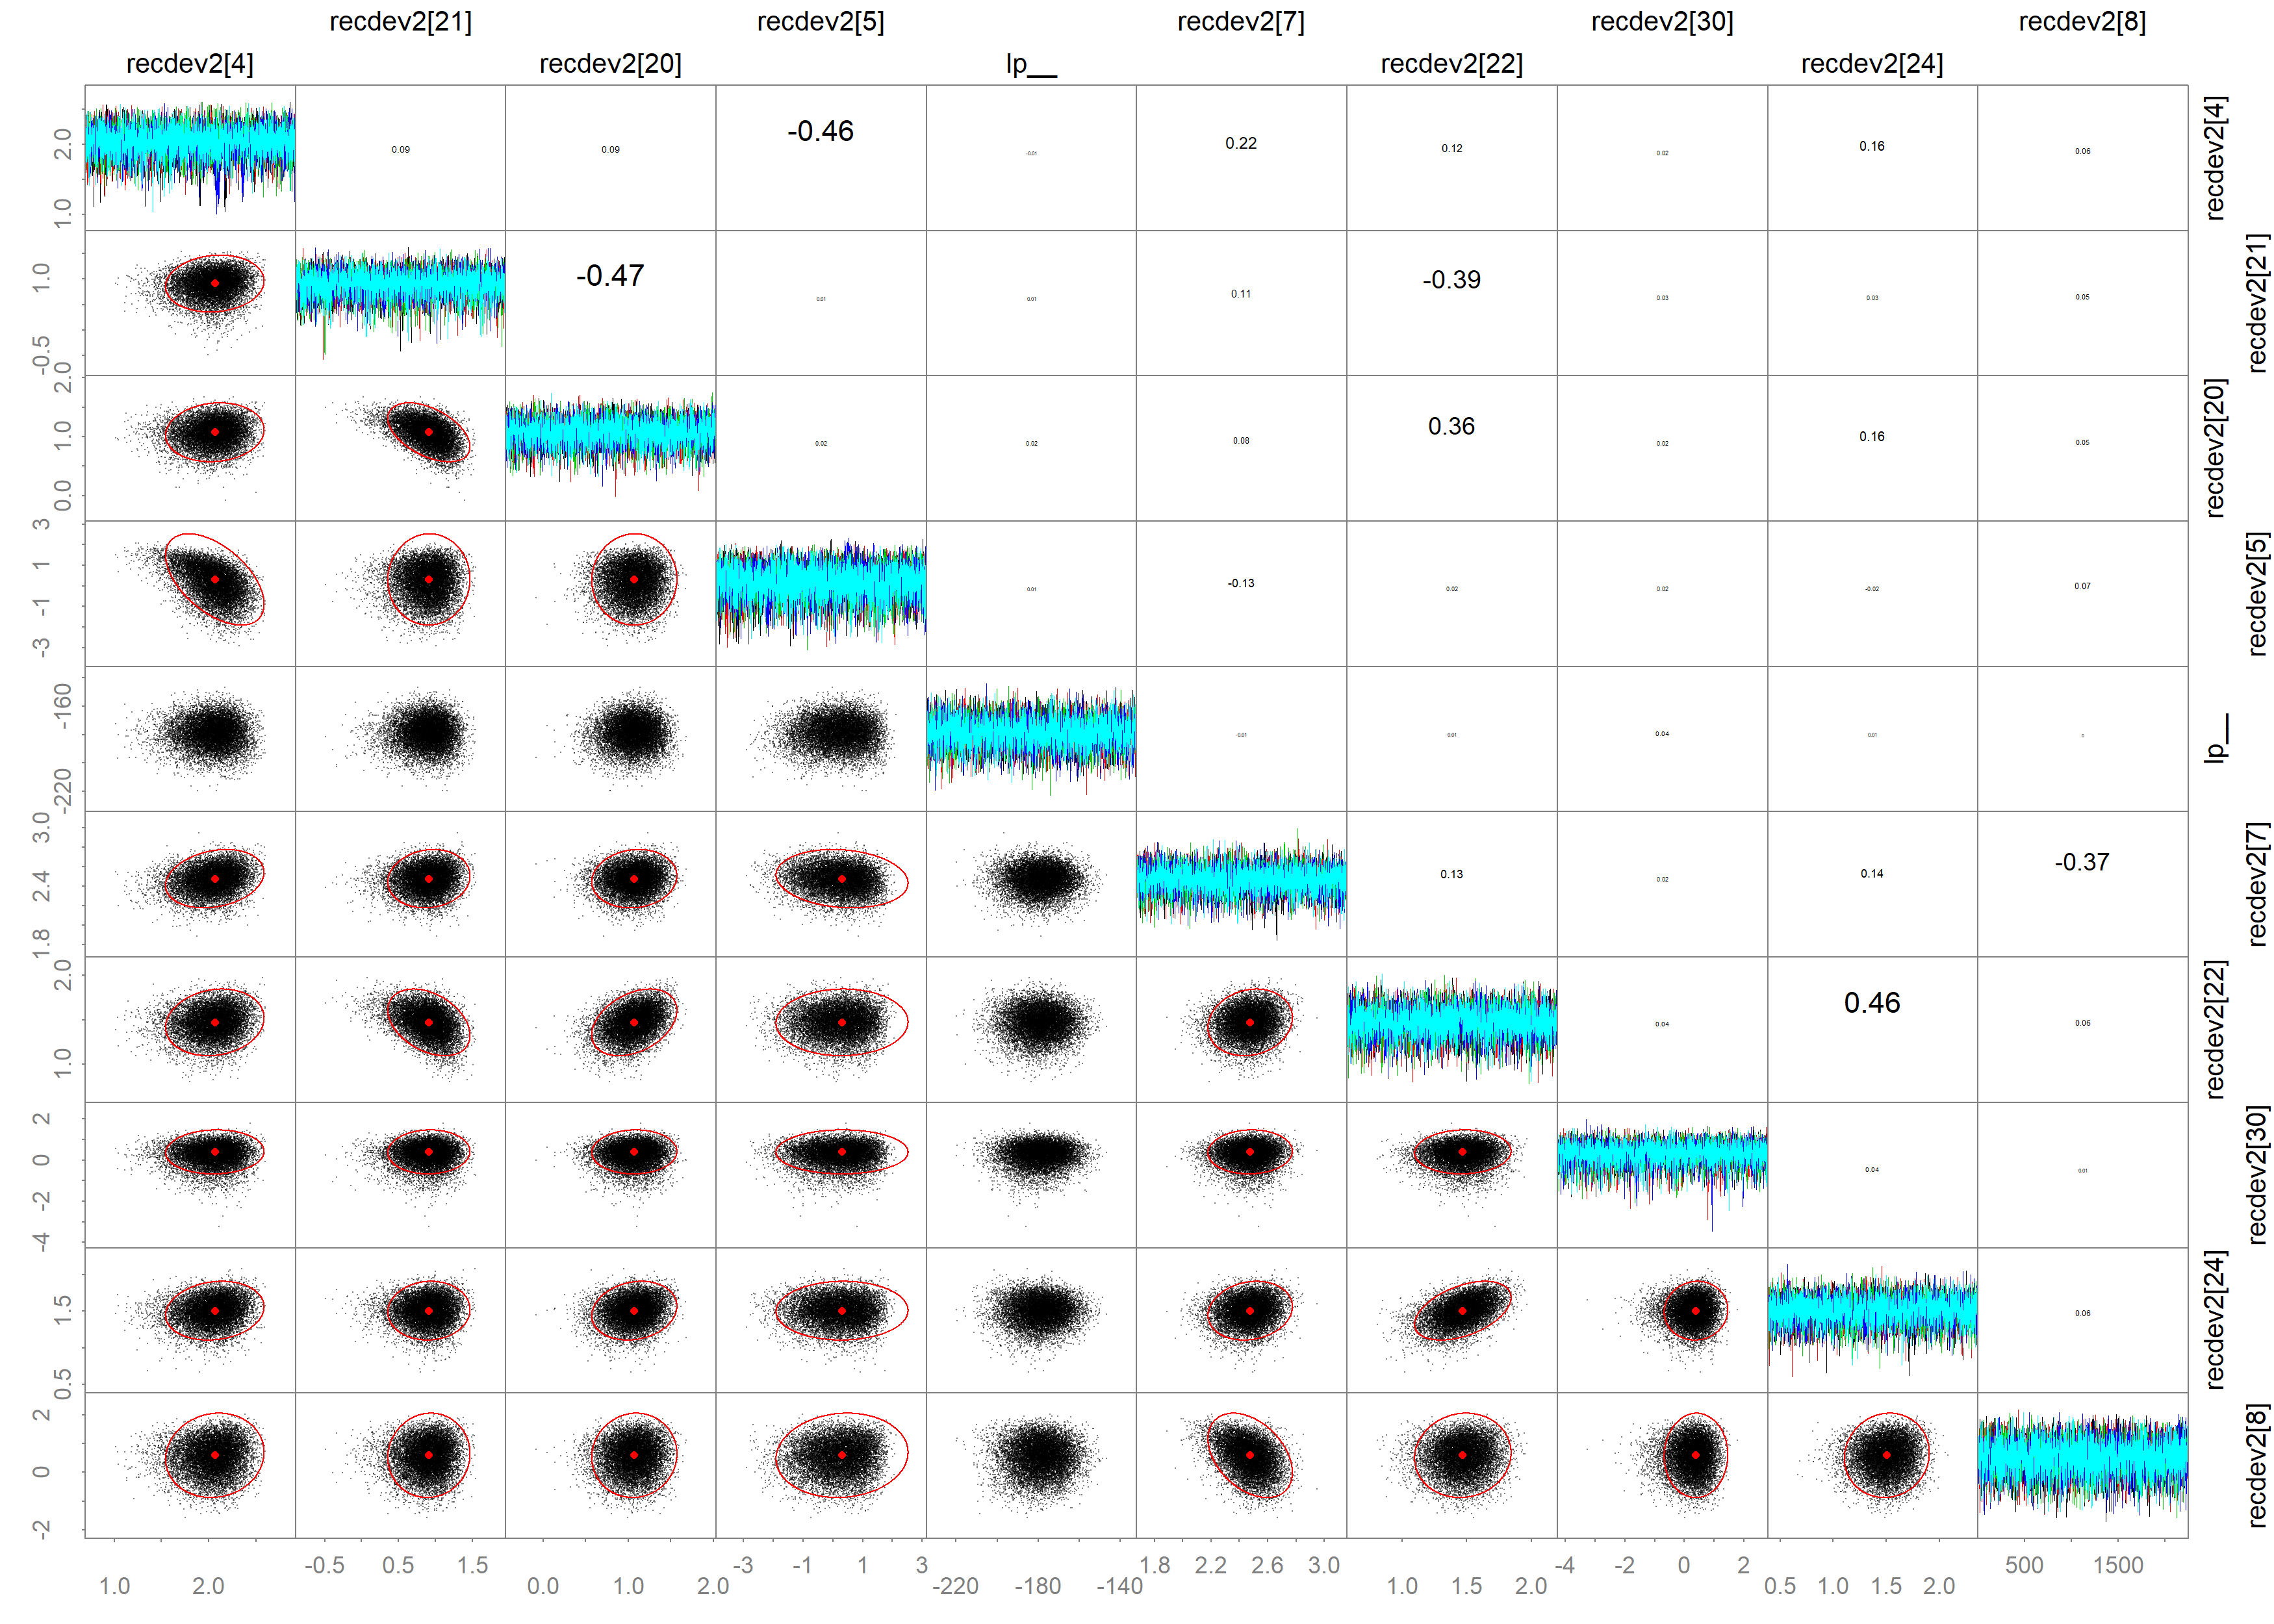 recdev2[21] recdev2[5] recdev2[7] recdev2[30] recdev2[8]
recdev2[4] recdev2[20] lp__ recdev2[22] recdev2[24]
2.0 1.0 0.09 0.09 -0.46 -0.01 0.22 0.12 0.02 0.16 0.06 recdev2[4]
1.0 -0.5 -0.47 0.01 0.01 0.11 -0.39 0.03 0.03 0.05 recdev2[21]
2.0 1.0 0.0 0.02 0.02 0.08 0.36 0.02 0.16 0.05 recdev2[20]
3 1 -1 -3 0.01 -0.13 0.02 0.02 -0.02 0.07 recdev2[5]
-160 -220 -0.01 0.01 0.04 0.01 0 lp__
3.0 2.4 1.8 0.13 0.02 0.14 -0.37 recdev2[7]
2.0 1.0 0.04 0.46 0.06 recdev2[22]
2 0 -2 -4 0.04 0.01 recdev2[30]
1.5 0.5 0.06 recdev2[24]
2 0 -2 recdev2[8]
-0.5 0.5 1.5 -3 -1 1 3 1.8 2.2 2.6 3.0 -4 -2 0 2 500 1500
1.0 2.0 0.0 1.0 2.0 -220 -180 -140 1.0 1.5 2.0 0.5 1.0 1.5 2.0